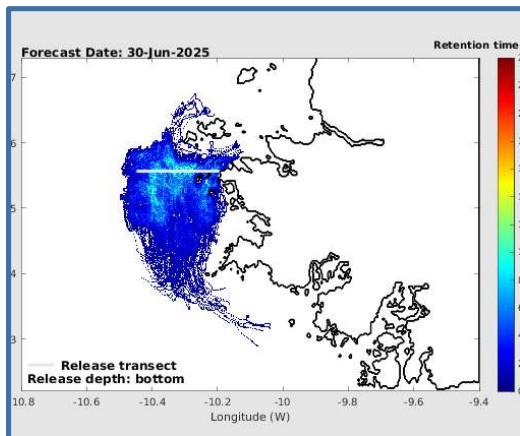 Forecast Date: 30-Jun-2025
Retention time
7
6
5
4
3
Release transect
Release depth: bottom
10.8
-10.6
-10.4
-10.2
-10
-9.8
-9.6
-9.4
Longitude (W)